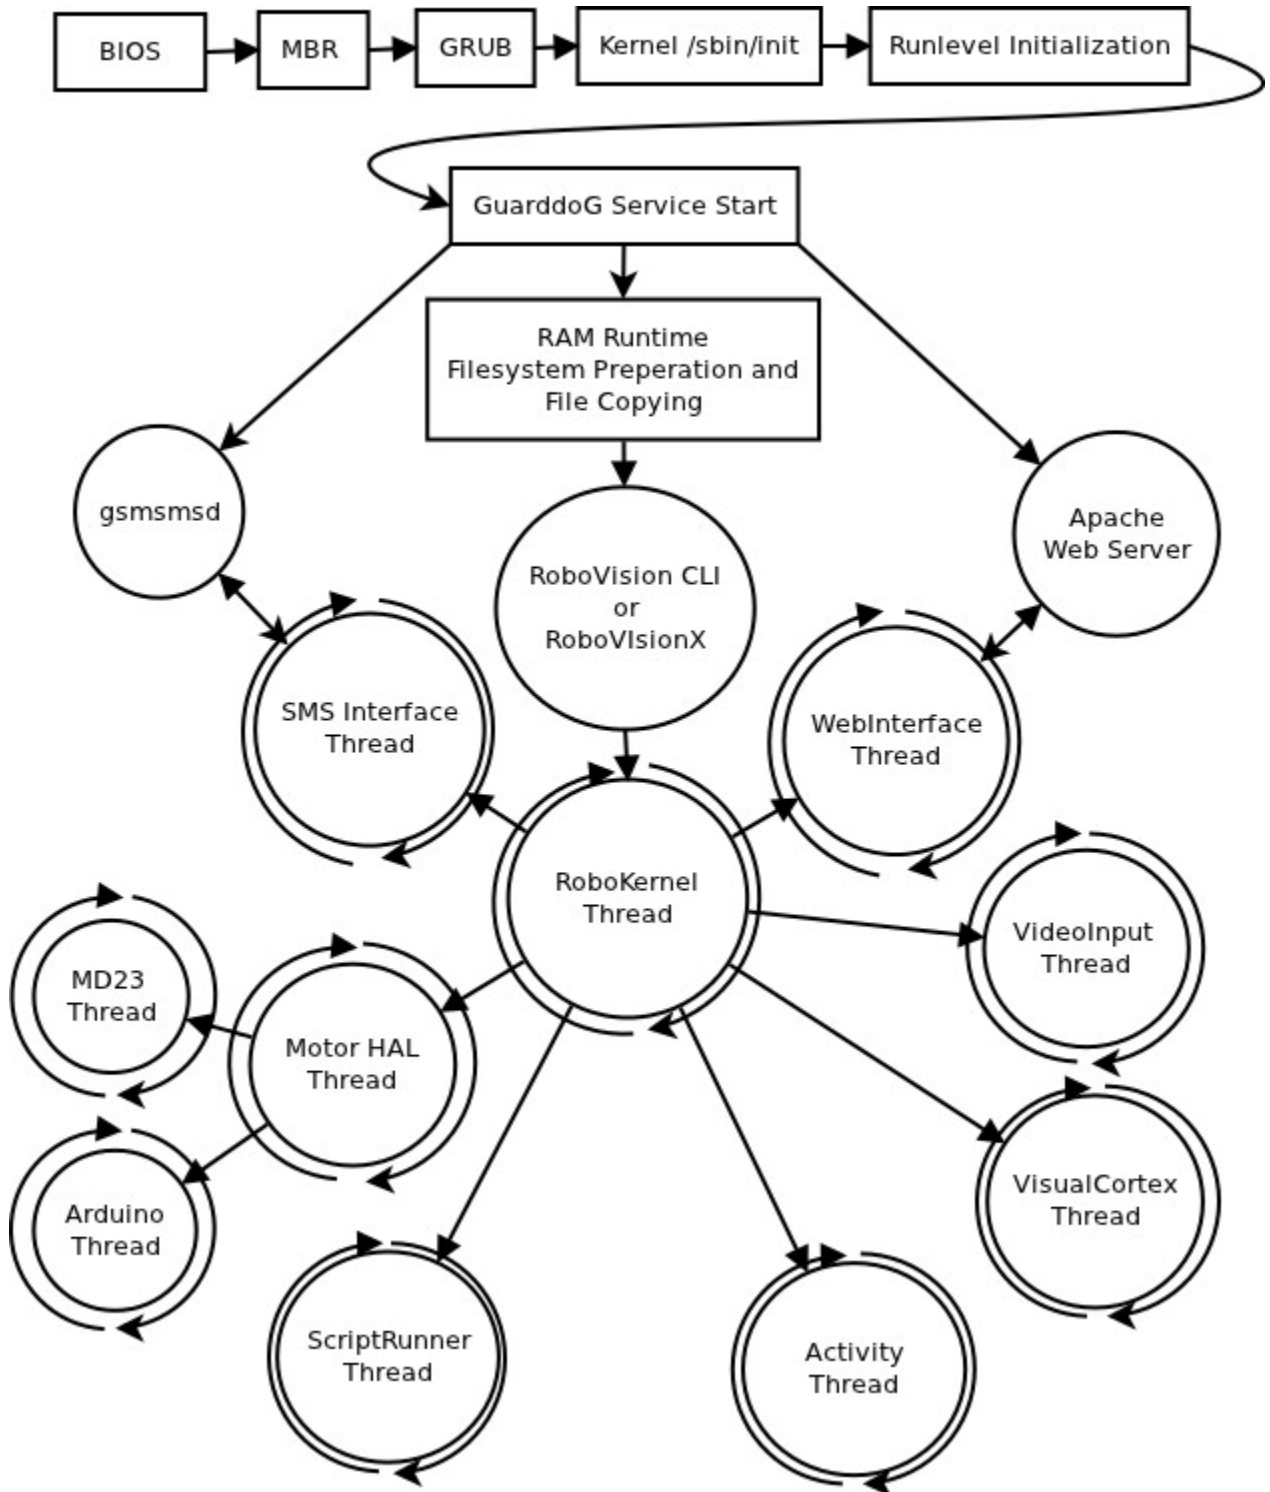 BIOS
MBR
GRUB
Kernel /sbin/init
Runlevel Initialization
GuarddoG Service Start
RAM Runtime
Filesystem Preperation and
File Copying
gsmsmsd
Apache
Web Server
RoboVision CLI
or
RoboVIsionX
SMS Interface
Thread
WebInterface
Thread
RoboKernel
Thread
VideoInput
Thread
MD23
Thread
Motor HAL
Thread
VisualCortex
Thread
Arduino
Thread
ScriptRunner
Thread
Activity
Thread